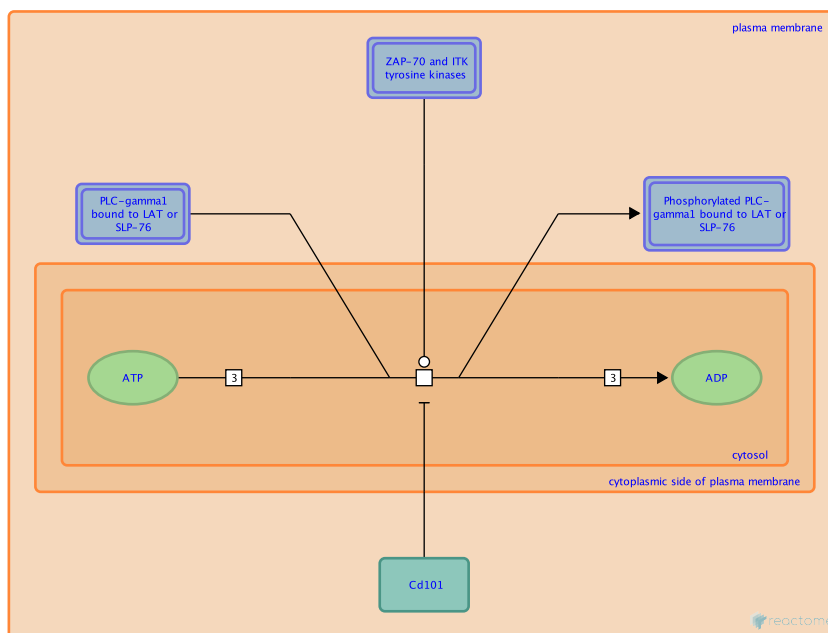 plasma membrane
ZAP-70 and ITK
tyrosine kinases
PLC-gamma1
bound to LAT or
SLP-76
Phosphorylated PLC-
gamma1 bound to LAT or
SLP-76
ATP
3
3
ADP
cytosol
cytoplasmic side of plasma membrane
Cd101
reactome